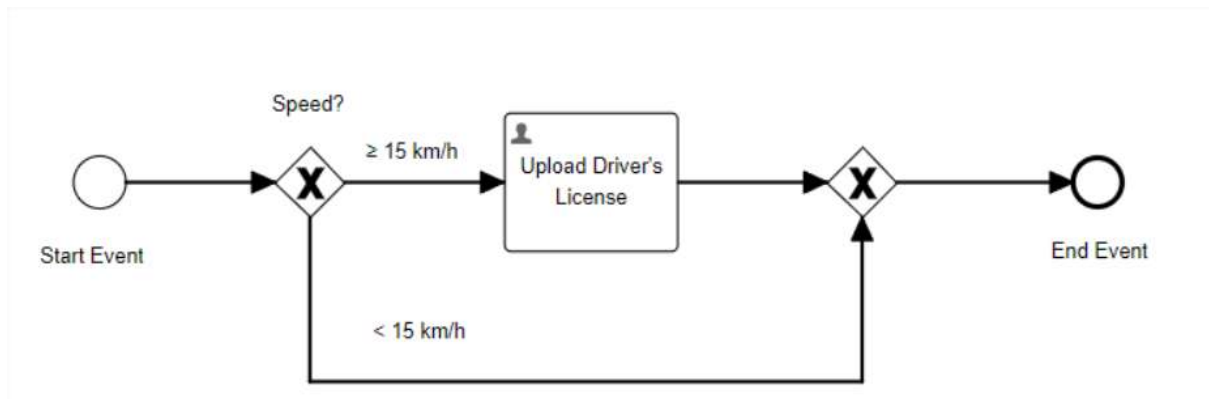 Speed?
≥ 15 km/h
Upload Driver's
License
Start Event
End Event
< 15 km/h